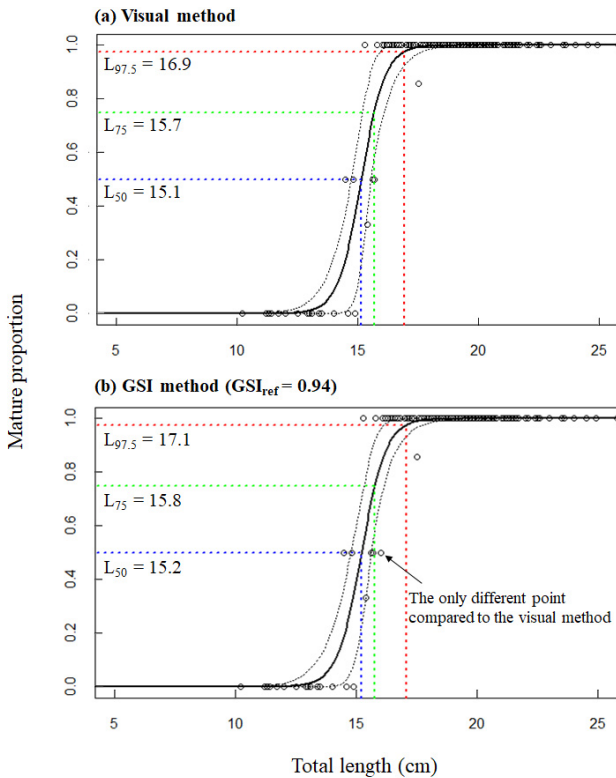 (a) Visual method
1.0
0.8
0.6
0.4
0.2
0.0
L97.5 = 16.9
L75 = 15.7
L50 = 15.1
5 10 15 20 25
(b) GSI method (GSIref = 0.94)
1.0
0.8
0.6
0.4
0.2
0.0
L97.5 = 17.1
L75 = 15.8
L50 = 15.2
The only different point
compared to the visual method
5 10 15 20 25
Mature proportion
Total length (cm)